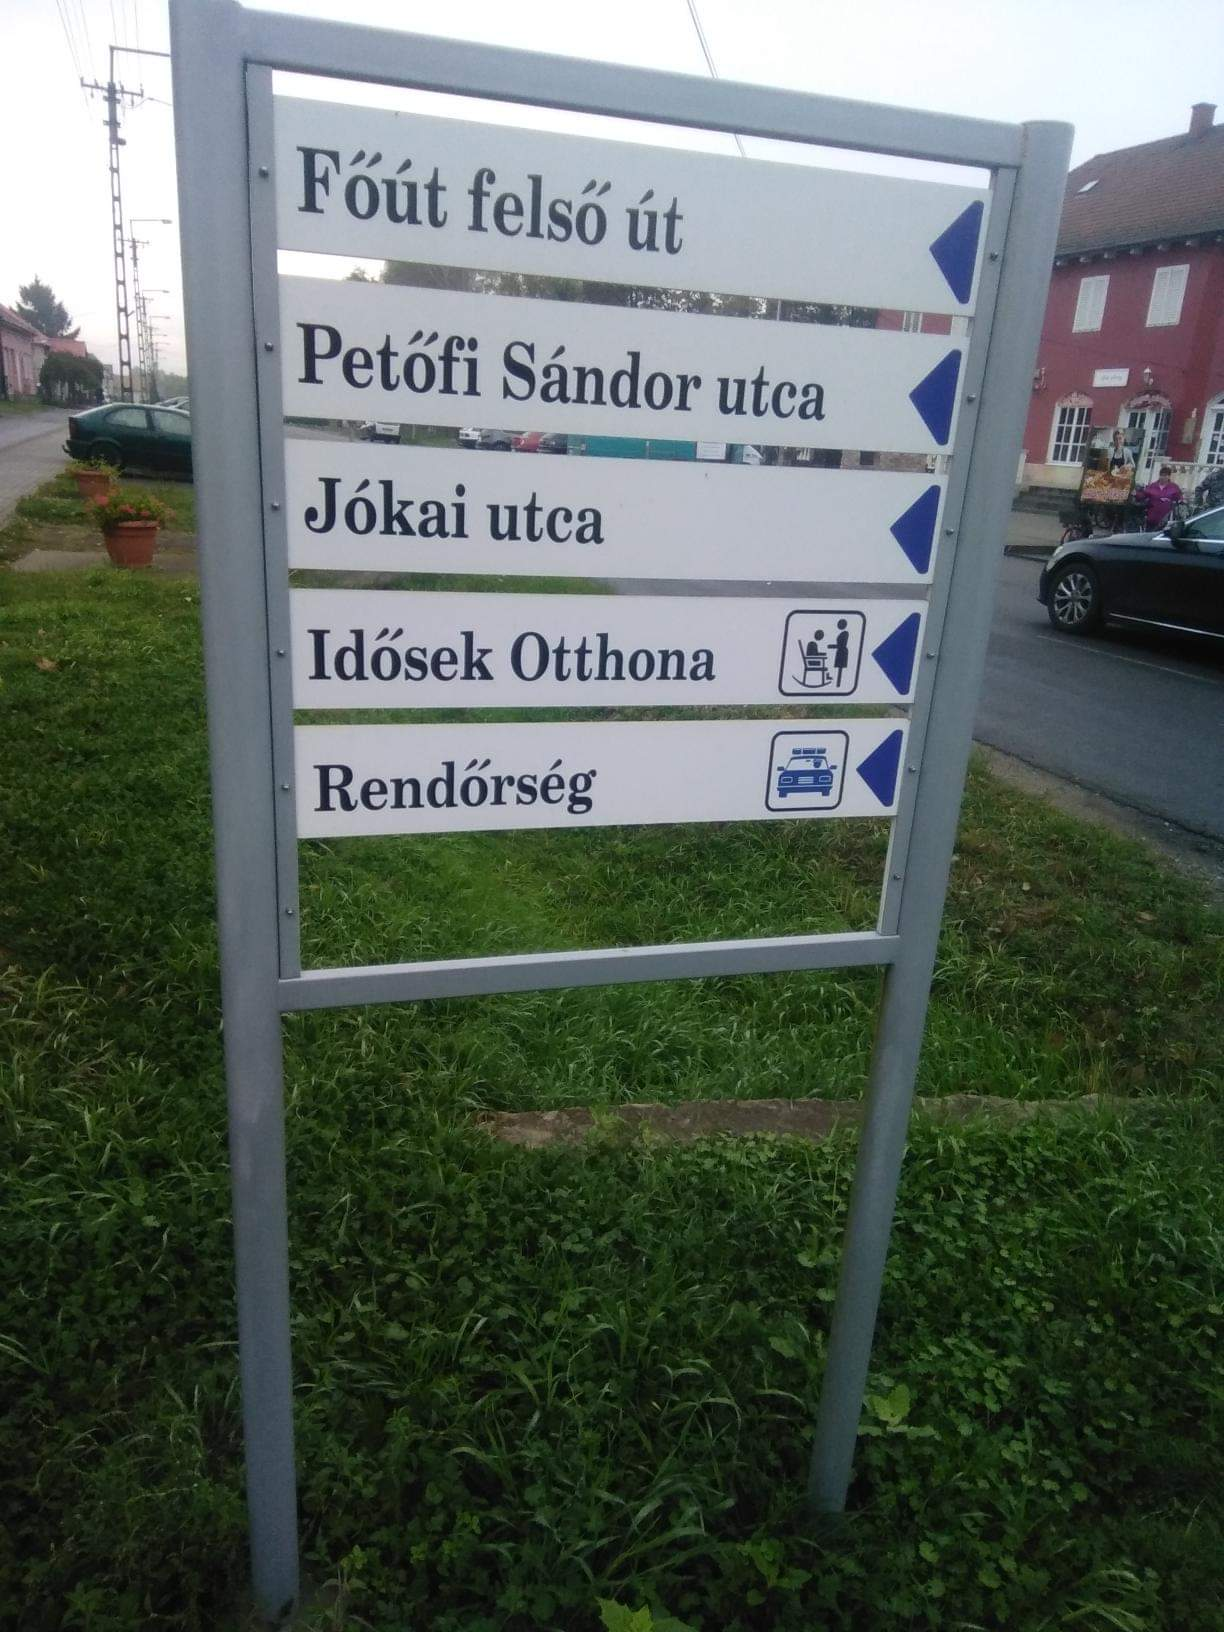 Főút felső út
Petőfi Sándor utca
Jókai utca
Idősek Otthona
Rendőrség